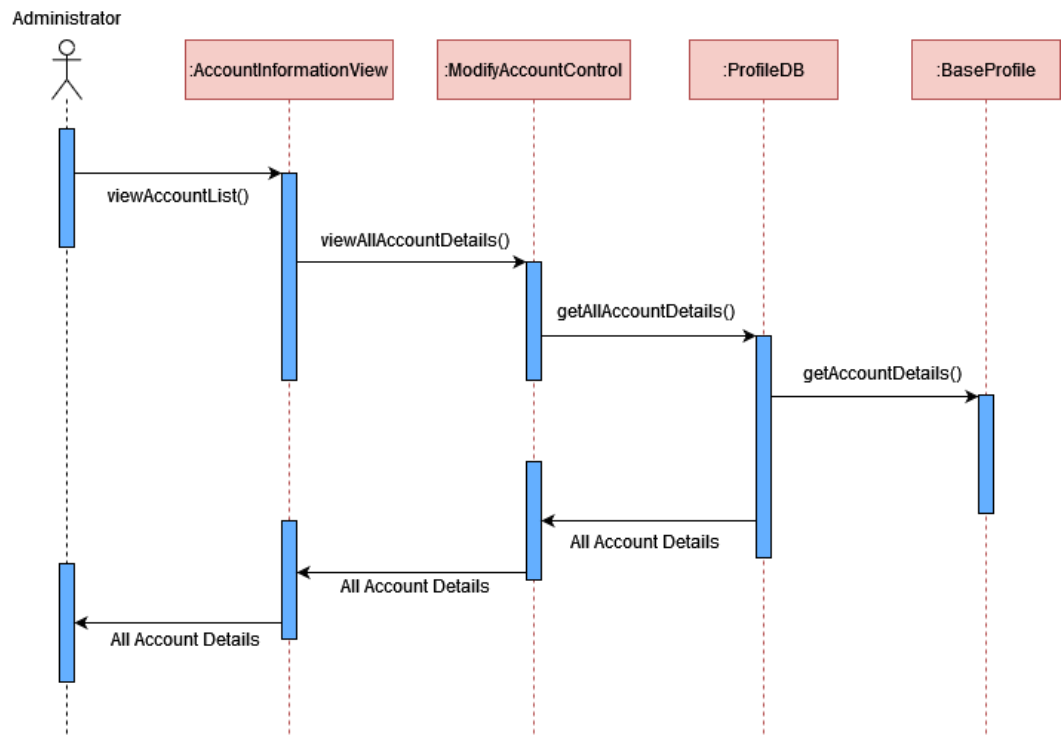 Administrator
:AccountInformationView
:ModifyAccountControl
:ProfileDB
:BaseProfile
viewAccountList()
viewAllAccountDetails()
getAllAccountDetails()
getAccountDetails()
All Account Details
All Account Details
All Account Details